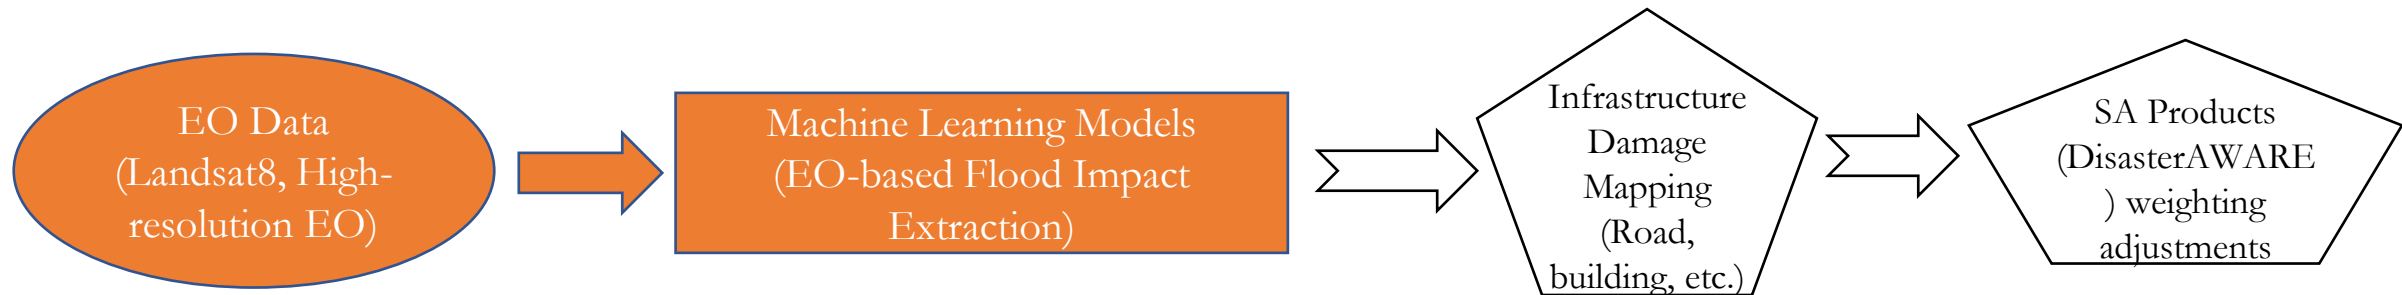 EO Data
(Landsat8, High-
resolution EO)
Machine Learning Models
(EO-based Flood Impact
Extraction)
Infrastructure
Damage
Mapping
(Road,
building, etc.)
SA Products
(DisasterAWARE
) weighting
adjustments